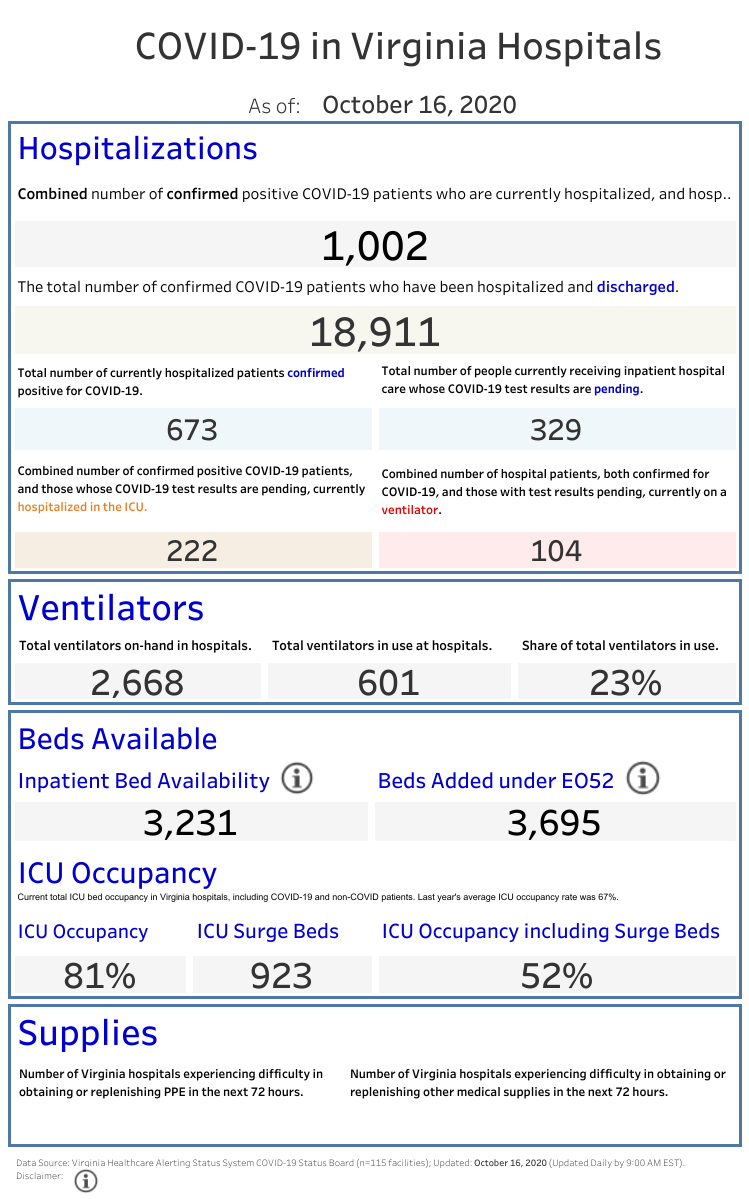 COVID-19 in Virginia Hospitals
As of: October 16, 2020
Hospitalizations
Combined number of confirmed positive COVID-19 patients who are currently hospitalized, and hosp..
1,002
The total number of confirmed COVID-19 patients who have been hospitalized and discharged.
18,911
Total number of currently hospitalized patients confirmed
positive for COVID-19.
Total number of people currently receiving inpatient hospital
care whose COVID-19 test results are pending.
673
329
Combined number of confirmed positive COVID-19 patients,
and those whose COVID-19 test results are pending, currently
hospitalized in the ICU.
Combined number of hospital patients, both confirmed for
COVID-19, and those with test results pending, currently on a
ventilator.
222
104
Ventilators
Total ventilators on-hand in hospitals.
Total ventilators in use at hospitals.
Share of total ventilators in use.
2,668
601
23%
Beds Available
Inpatient Bed Availability
Beds Added under EO52
3,231
3,695
ICU Occupancy
Current total ICU bed occupancy in Virginia hospitals, including COVID-19 and non-COVID patients. Last year's average ICU occupancy rate was 67%.
ICU Occupancy
ICU Surge Beds
ICU Occupancy including Surge Beds
81%
923
52%
Supplies
Number of Virginia hospitals experiencing difficulty in
obtaining or replenishing PPE in the next 72 hours.
Number of Virginia hospitals experiencing difficulty in obtaining or
replenishing other medical supplies in the next 72 hours.
Data Source: Virginia Healthcare Alerting Status System COVID-19 Status Board (n=115 facilities); Updated: October 16, 2020 (Updated Daily by 9:00 AM EST).
Disclaimer: